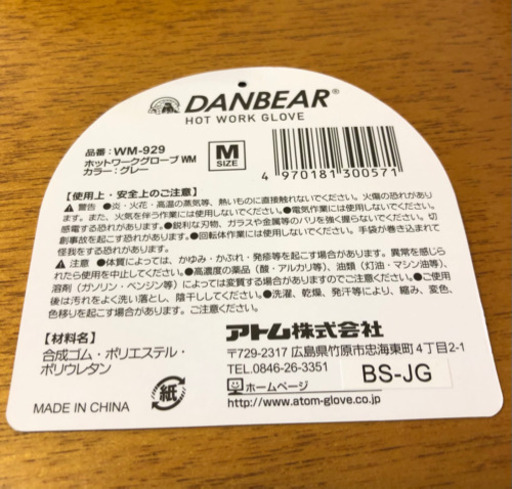 DANBEAR®
HOT WORK GLOVE
品番：WM-929
ホットワークグローブ WM
カラー：グレー
M
SIZE
4 970181 300571
【使用上・安全上のご注意】
⚠ 警告 ●炎・火花・高温の蒸気等、熱いものに直接触れないでください。火傷の恐れがあり
ます。また、火気を伴う作業には使用しないでください。●電気作業には使用しないでください。
感電する恐れがあります。●鋭利な刃物、ガラスや金属等のバリを強く握らないでください。切
創事故を起こす恐れがあります。●回転体作業には使用しないでください。手袋が巻き込まれて
怪我をする恐れがあります。
⚠ 注意 ●体質によっては、かゆみ・かぶれ・発疹等を起こす場合があります。異常を感じら
れたら使用を中止してください。●高濃度の薬品（酸・アルカリ等）、油類（灯油・マシン油等）、
溶剤（ガソリン・ベンジン等）によっては変質する場合がありますのでご注意ください。●ご使用
後は汚れをよく洗い落とし、陰干ししてください。●洗濯、乾燥、発汗等により、縮み、変色、
色移りを起こす場合があります。
【材料名】
合成ゴム・ポリエステル・
ポリウレタン
アトム株式会社
〒729-2317 広島県竹原市忠海東町4丁目2-1
TEL.0846-26-3351
BS-JG
ホームページ
http://www.atom-glove.co.jp
MADE IN CHINA
紙